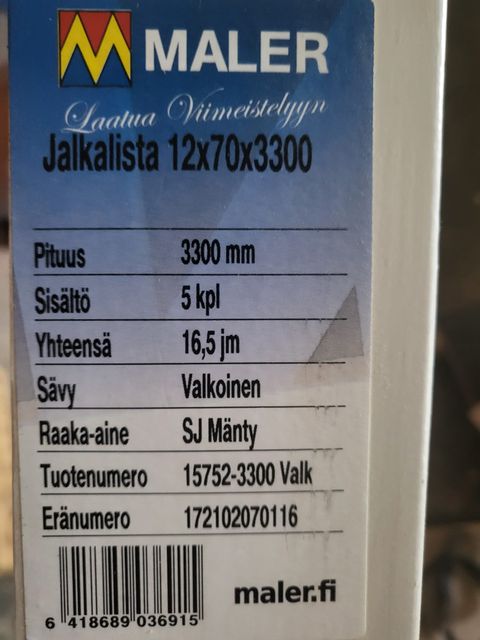 MALER
Laatua Viimeistelyyn
Jalkalista 12x70x3300
Pituus 3300 mm
Sisältö 5 kpl
Yhteensä 16,5 jm
Sävy Valkoinen
Raaka-aine SJ Mänty
Tuotenumero 15752-3300 Valk
Eränumero 172102070116
maler.fi
6 418689 036915